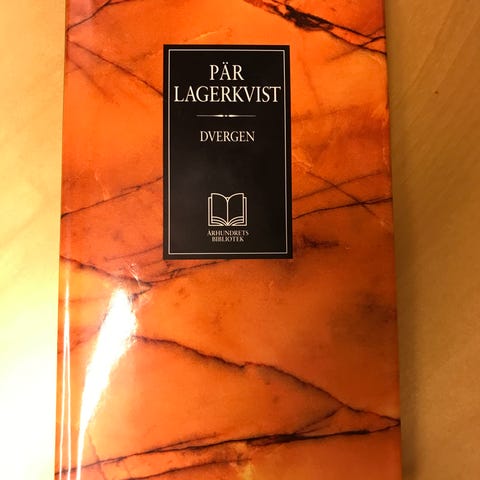 PÄR
LAGERKVIST
DVERGEN
ÅRHUNDRETS
BIBLIOTEK